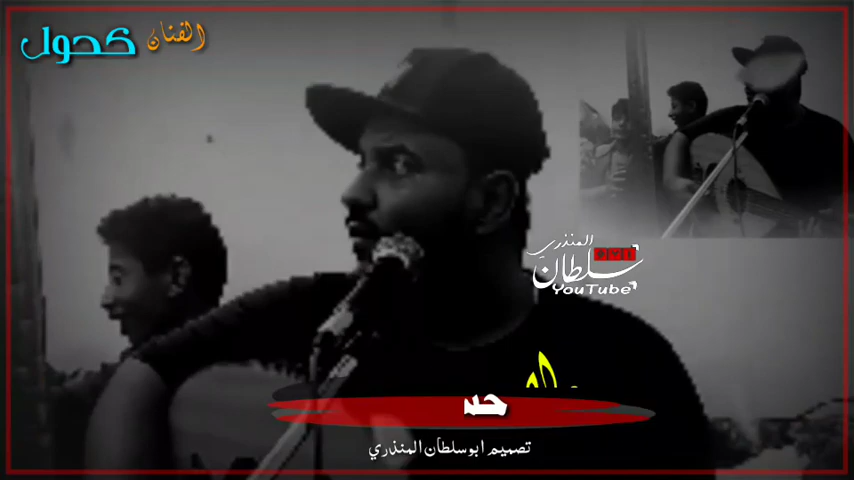 الفنان كحول
المنذري
سلطان
YouTube
حد
تصميم ابوسلطان المنذري